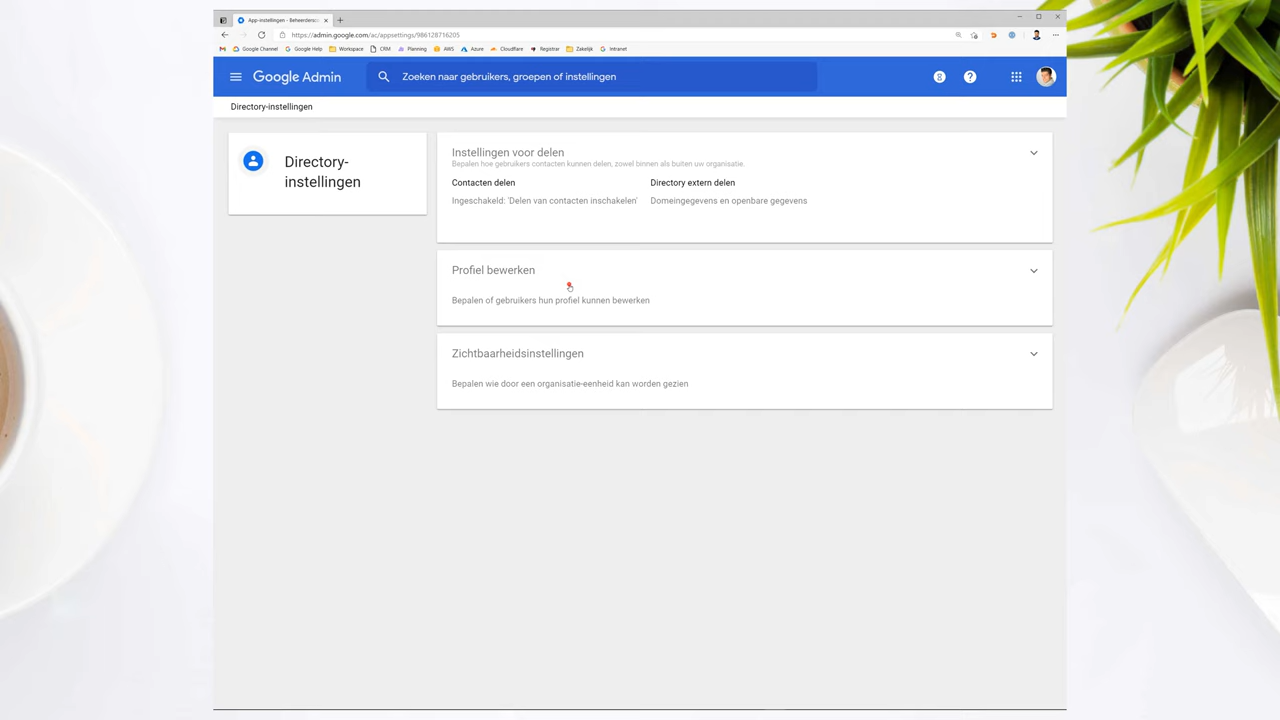 App-instellingen - Beheerdersc
https://admin.google.com/ac/appsettings/986128716205
Google Channel Google Help Workspace CRM Planning AWS Azure Cloudflare Registrar Zakelijk Intranet
Google Admin Zoeken naar gebruikers, groepen of instellingen
Directory-instellingen
Directory-
instellingen
Instellingen voor delen
Bepalen hoe gebruikers contacten kunnen delen, zowel binnen als buiten uw organisatie.
Contacten delen Directory extern delen
Ingeschakeld: 'Delen van contacten inschakelen' Domeingegevens en openbare gegevens
Profiel bewerken
Bepalen of gebruikers hun profiel kunnen bewerken
Zichtbaarheidsinstellingen
Bepalen wie door een organisatie-eenheid kan worden gezien